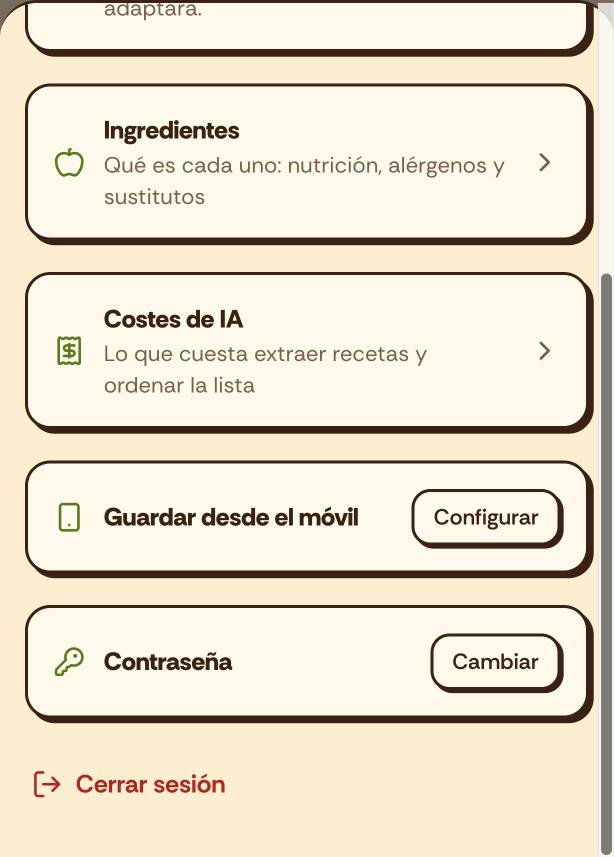 adaptará.
Ingredientes
Qué es cada uno: nutrición, alérgenos y
sustitutos
Costes de IA
Lo que cuesta extraer recetas y
ordenar la lista
Guardar desde el móvil
Configurar
Contraseña
Cambiar
Cerrar sesión